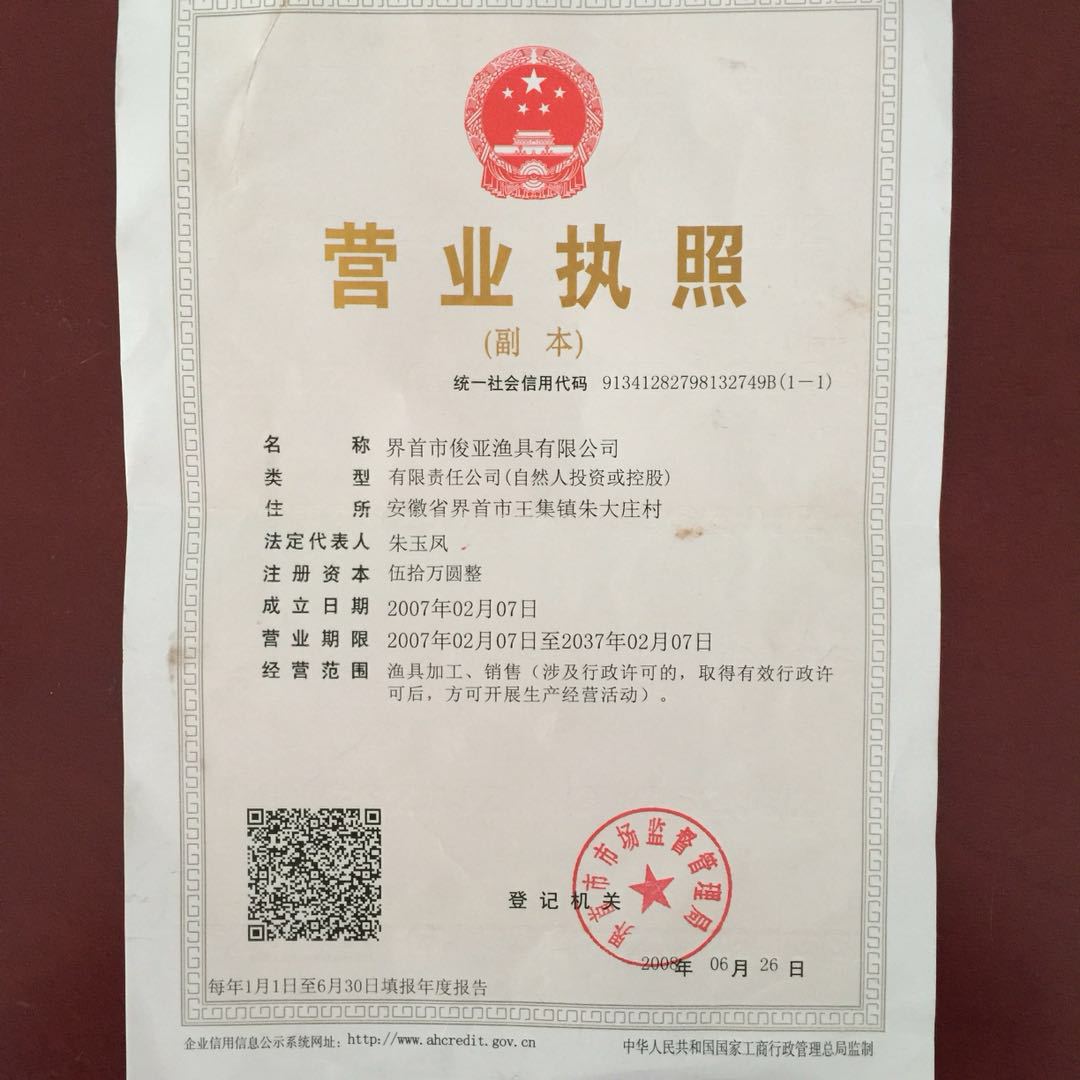 营业执照
(副 本)
统一社会信用代码 91341282798132749B(1-1)
名 称 界首市俊亚渔具有限公司
类 型 有限责任公司(自然人投资或控股)
住 所 安徽省界首市王集镇朱大庄村
法定代表人 朱玉凤
注册资本 伍拾万圆整
成立日期 2007年02月07日
营业期限 2007年02月07日至2037年02月07日
经营范围 渔具加工、销售（涉及行政许可的，取得有效行政许
可后，方可开展生产经营活动）。
界首市市场监督管理局
登记机关
2008年 06月 26日
每年1月1日至6月30日填报年度报告
企业信用信息公示系统网址：http://www.ahcredit.gov.cn
中华人民共和国国家工商行政管理总局监制